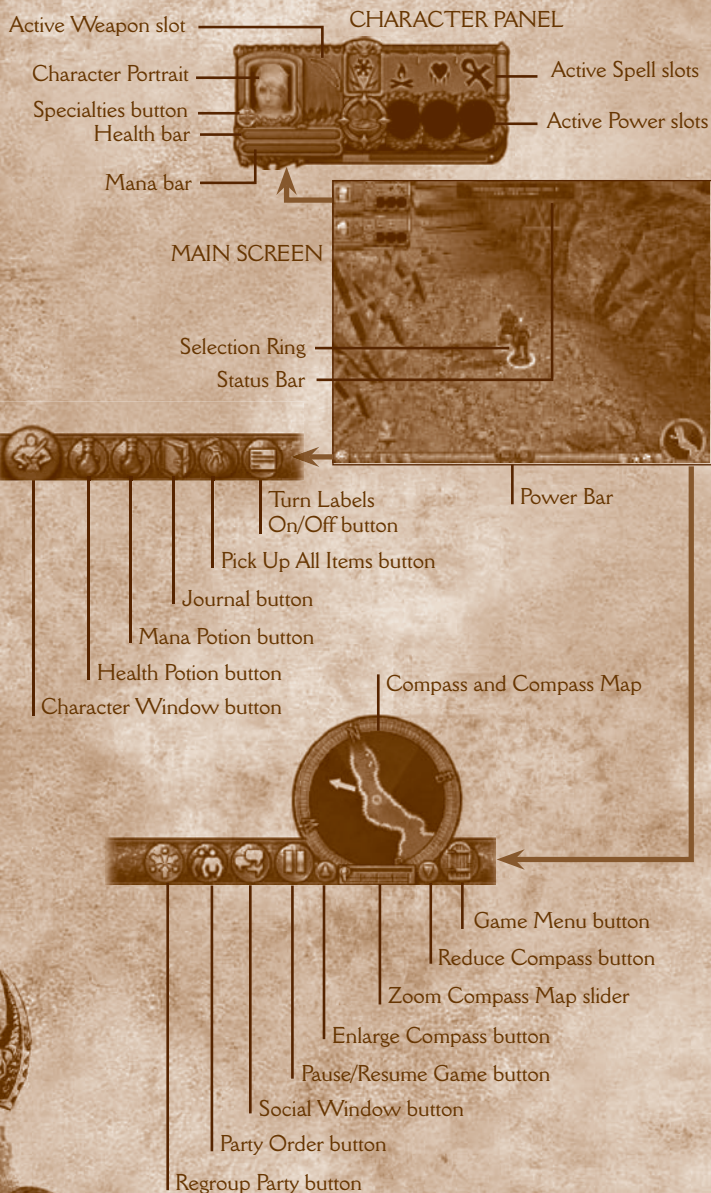 CHARACTER PANEL
Active Weapon slot
Character Portrait
Specialties button
Health bar
Mana bar
Active Spell slots
Active Power slots
MAIN SCREEN
Selection Ring
Status Bar
Power Bar
Turn Labels
On/Off button
Pick Up All Items button
Journal button
Mana Potion button
Health Potion button
Character Window button
Compass and Compass Map
N
Game Menu button
Reduce Compass button
Zoom Compass Map slider
Enlarge Compass button
Pause/Resume Game button
Social Window button
Party Order button
Regroup Party button